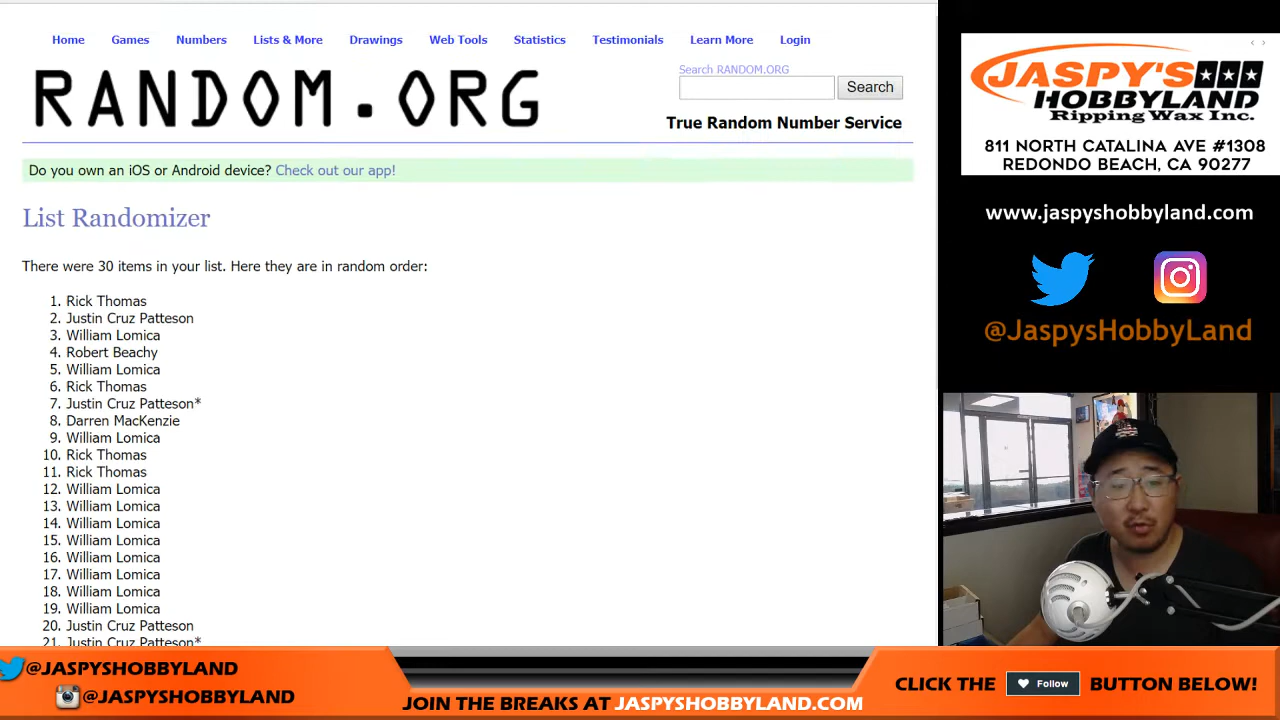 Home Games Numbers Lists & More Drawings Web Tools Statistics Testimonials Learn More Login
RANDOM.ORG
Search RANDOM.ORG
Search
True Random Number Service
Do you own an iOS or Android device? Check out our app!
List Randomizer
There were 30 items in your list. Here they are in random order:
1. Rick Thomas
2. Justin Cruz Patteson
3. William Lomica
4. Robert Beachy
5. William Lomica
6. Rick Thomas
7. Justin Cruz Patteson*
8. Darren MacKenzie
9. William Lomica
10. Rick Thomas
11. Rick Thomas
12. William Lomica
13. William Lomica
14. William Lomica
15. William Lomica
16. William Lomica
17. William Lomica
18. William Lomica
19. William Lomica
20. Justin Cruz Patteson
21. Justin Cruz Patteson*
JASPY'S
HOBBYLAND
Ripping Wax Inc.
811 NORTH CATALINA AVE #1308
REDONDO BEACH, CA 90277
www.jaspyshobbyland.com
@JaspysHobbyLand
@JASPYSHOBBYLAND
@JASPYSHOBBYLAND
JOIN THE BREAKS AT JASPYSHOBBYLAND.COM
CLICK THE Follow BUTTON BELOW!